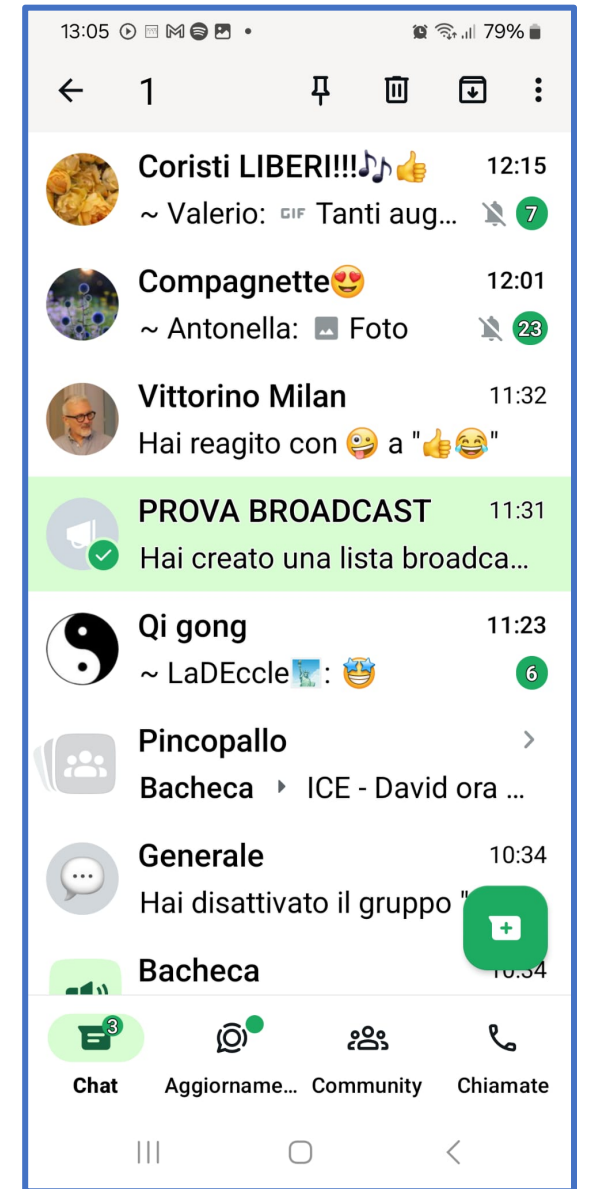 13:05 79%
1
Coristi LIBERI!!!🎶👍 12:15
~ Valerio: GIF Tanti aug... 7
Compagnette😍 12:01
~ Antonella: Foto 23
Vittorino Milan 11:32
Hai reagito con 🤪 a "👍😂"
PROVA BROADCAST 11:31
Hai creato una lista broadca...
Qi gong 11:23
~ LaDEccle🗽: 🤩 6
Pincopallo
Bacheca ICE - David ora ...
Generale 10:34
Hai disattivato il gruppo "
Bacheca 10:34
3
Chat Aggiorname... Community Chiamate